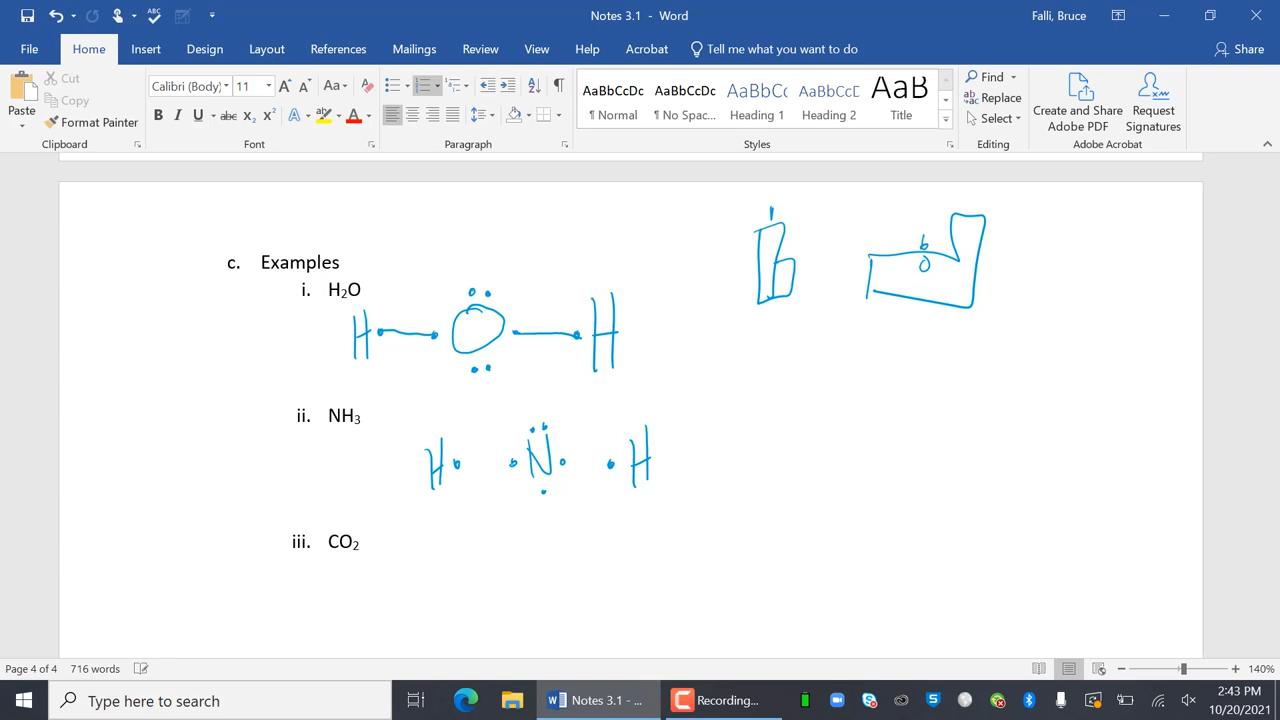 Notes 3.1 - Word
Falli, Bruce
File Home Insert Design Layout References Mailings Review View Help Acrobat Tell me what you want to do Share
Paste
Cut
Copy
Format Painter
Clipboard
Calibri (Body) 11 Aa
B I U abc X2 X2 A A
Font
Paragraph
AaBbCcDc AaBbCcDc AaBbCc AaBbCcD AaB
¶ Normal ¶ No Spac... Heading 1 Heading 2 Title
Styles
Find
Replace
Select
Editing
Create and Share Adobe PDF
Request Signatures
Adobe Acrobat
c. Examples
i. H2O
H O H
ii. NH3
H N H
iii. CO2
Page 4 of 4 716 words 140%
Type here to search
Notes 3.1 - ...
Recording...
2:43 PM
10/20/2021